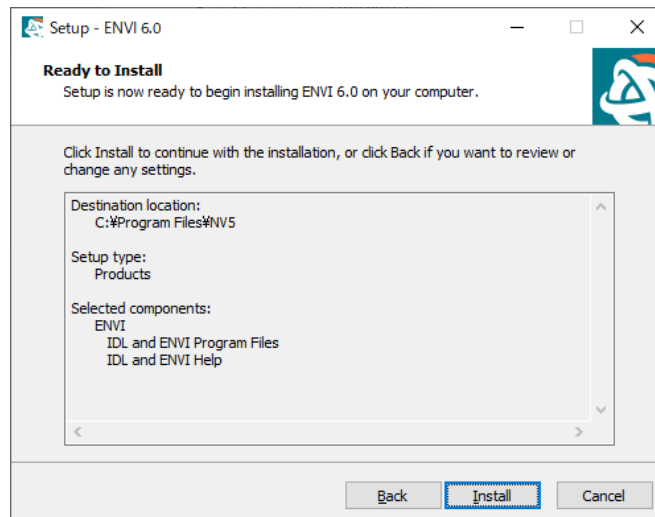 Setup - ENVI 6.0
Ready to Install
Setup is now ready to begin installing ENVI 6.0 on your computer.
Click Install to continue with the installation, or click Back if you want to review or
change any settings.
Destination location:
C:¥Program Files¥NV5
Setup type:
Products
Selected components:
ENVI
IDL and ENVI Program Files
IDL and ENVI Help
Back Install Cancel